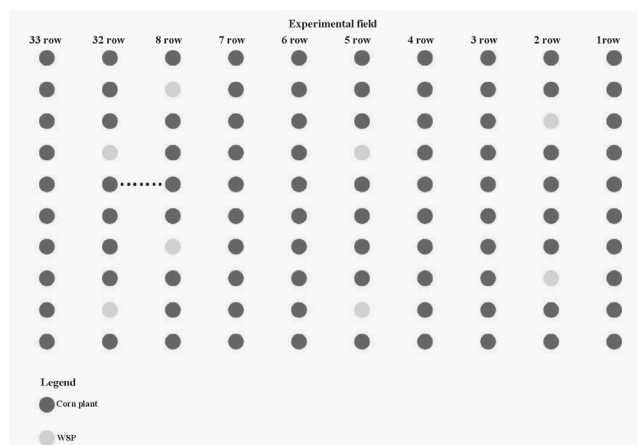 Experimental field
33 row 32 row 8 row 7 row 6 row 5 row 4 row 3 row 2 row 1row
Legend
Corn plant
WSP